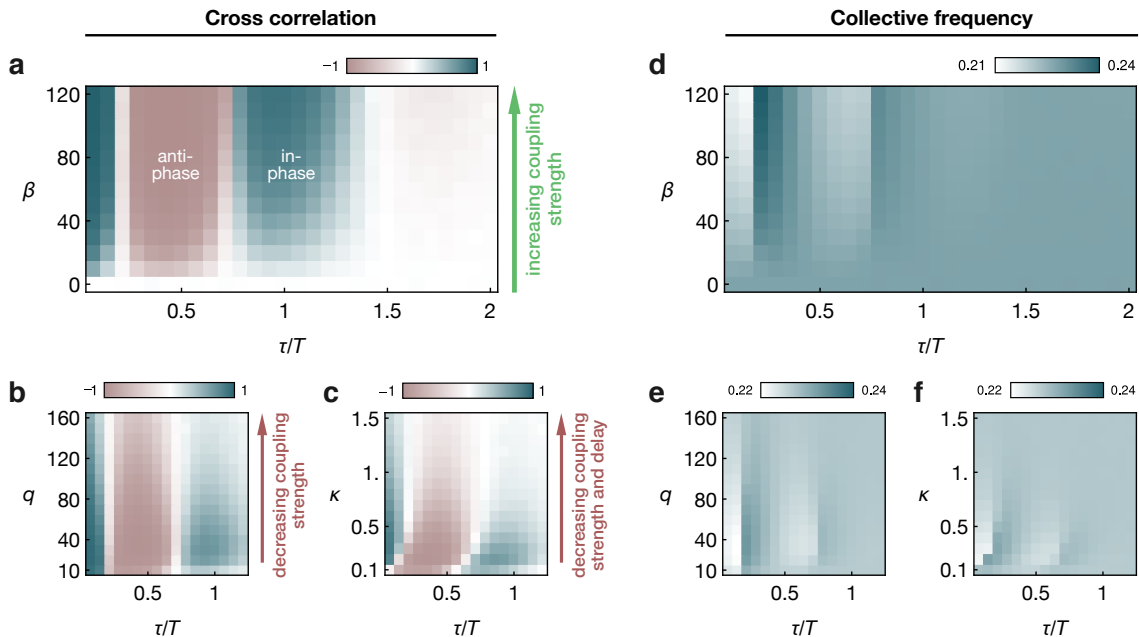 Cross correlation
Collective frequency
a
−1
1
120
80
40
0
β
anti-
phase
in-
phase
0.5
1
1.5
2
τ/T
increasing coupling
strength
d
0.21
0.24
120
80
40
0
β
0.5
1
1.5
2
τ/T
b
−1
1
160
120
80
40
10
q
0.5
1
τ/T
decreasing coupling
strength
c
−1
1
1.5
1.
0.5
0.1
κ
0.5
1
τ/T
decreasing coupling
strength and delay
e
0.22
0.24
160
120
80
40
10
q
0.5
1
τ/T
f
0.22
0.24
1.5
1.
0.5
0.1
κ
0.5
1
τ/T